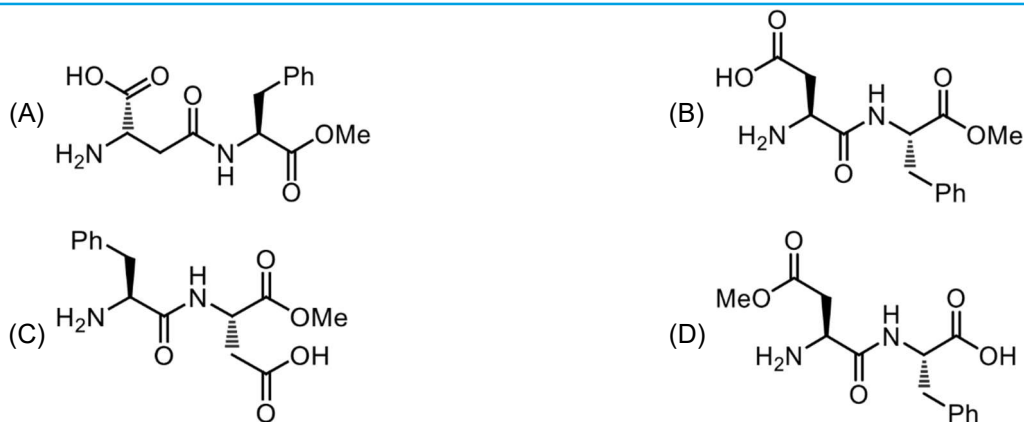 (A)
HO O Ph
O
H₂N N H OMe
O
(B)
O
HO H N O
H₂N OMe
O Ph
(C)
Ph
H N O
H₂N OMe
O OH
O
(D)
O
MeO H N O
H₂N OH
O Ph